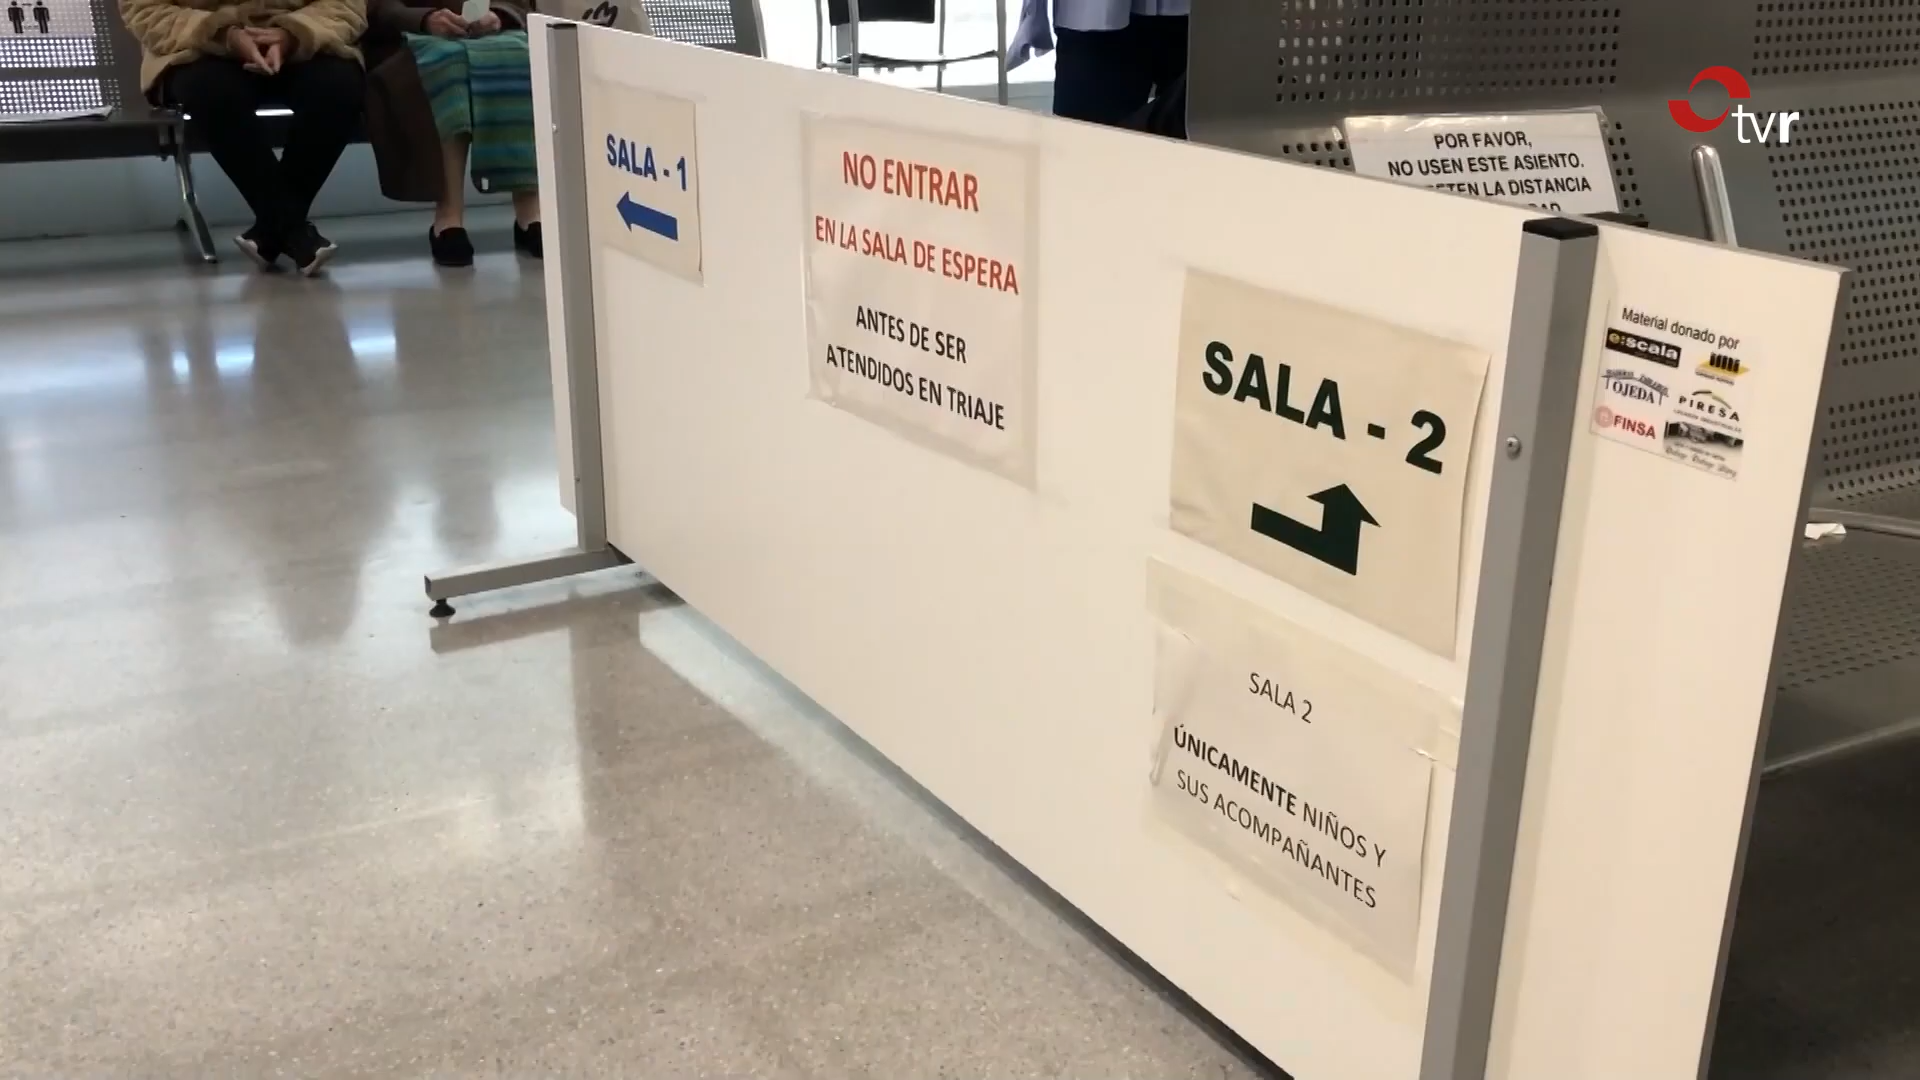 SALA - 1
NO ENTRAR
EN LA SALA DE ESPERA
ANTES DE SER
ATENDIDOS EN TRIAJE
SALA - 2
SALA 2
ÚNICAMENTE NIÑOS Y
SUS ACOMPAÑANTES
POR FAVOR,
NO USEN ESTE ASIENTO.
LA DISTANCIA
tvr
Material donado por
e:scala
OJEDA
PIRESA
FINSA